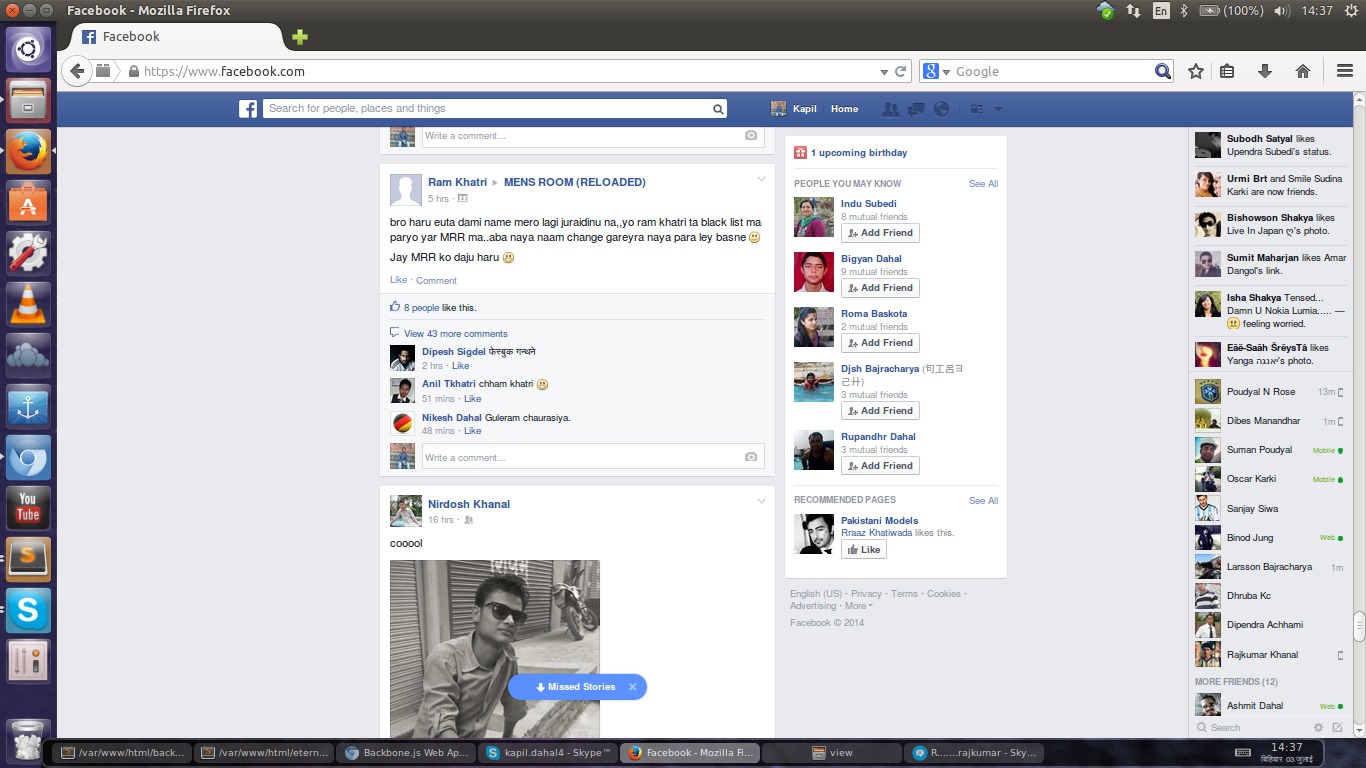 Facebook - Mozilla Firefox
En
(100%)
14:37
Facebook
https://www.facebook.com
Google
Search for people, places and things
Kapil
Home
Write a comment...
Ram Khatri ▸ MENS ROOM (RELOADED)
5 hrs ·
bro haru euta dami name mero lagi juraidinu na,,yo ram khatri ta black list ma
paryo yar MRR ma..aba naya naam change gareyra naya para ley basne
Jay MRR ko daju haru
Like · Comment
8 people like this.
View 43 more comments
Dipesh Sigdel फेस्बुक गन्थने
2 hrs · Like
Anil Tkhatri chham khatri
51 mins · Like
Nikesh Dahal Guleram chaurasiya.
48 mins · Like
Write a comment...
Nirdosh Khanal
16 hrs ·
cooool
Missed Stories
1 upcoming birthday
PEOPLE YOU MAY KNOW
See All
Indu Subedi
8 mutual friends
Add Friend
Bigyan Dahal
9 mutual friends
Add Friend
Roma Baskota
2 mutual friends
Add Friend
Djsh Bajracharya (句工呂ヨ
己廾)
3 mutual friends
Add Friend
Rupandhr Dahal
3 mutual friends
Add Friend
RECOMMENDED PAGES
See All
Pakistani Models
Rraaz Khatiwada likes this.
Like
English (US) · Privacy · Terms · Cookies ·
Advertising · More
Facebook © 2014
Subodh Satyal likes
Upendra Subedi's status.
Urmi Brt and Smile Sudina
Karki are now friends.
Bishowson Shakya likes
Live In Japan ღ's photo.
Sumit Maharjan likes Amar
Dangol's link.
Isha Shakya Tensed...
Damn U Nokia Lumia..... —
feeling worried.
Eãë-Saäh ŠrëysTâ likes
Yanga 's photo.
Poudyal N Rose 13m
Dibes Manandhar 1m
Suman Poudyal Mobile
Oscar Karki Mobile
Sanjay Siwa
Binod Jung Web
Larsson Bajracharya 1m
Dhruba Kc
Dipendra Achhami
Rajkumar Khanal
MORE FRIENDS (12)
Ashmit Dahal Web
Search
You
Tube
/var/www/html/back...
/var/www/html/etern...
Backbone.js Web Ap...
kapil.dahal4 - Skype™
Facebook - Mozilla Fi...
view
R......rajkumar - Sky...
14:37
बिहिबार 03 जुलाई